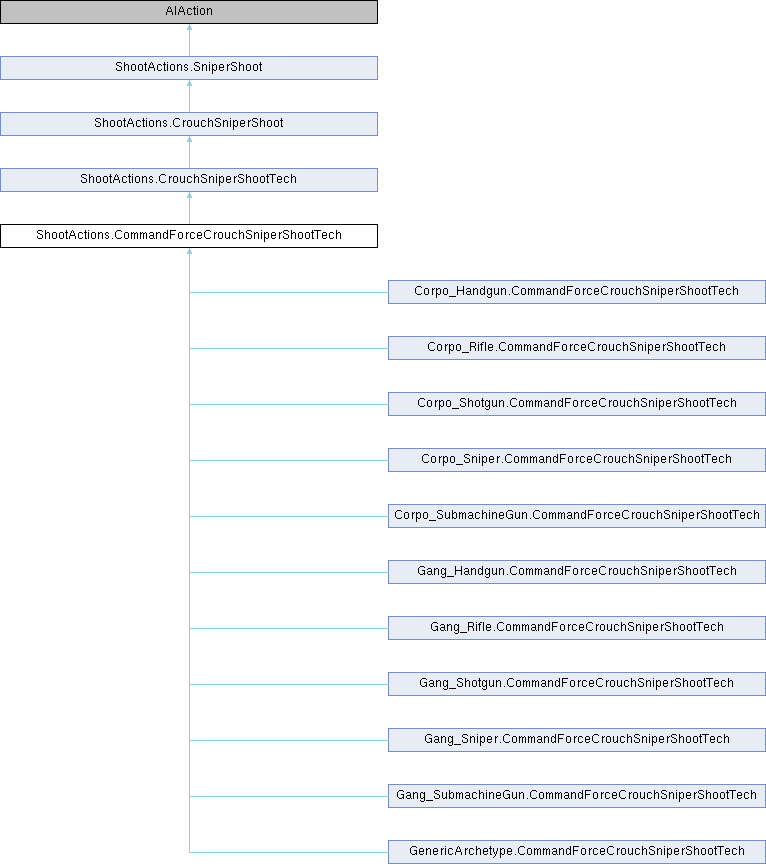 AIAction
ShootActions.SniperShoot
ShootActions.CrouchSniperShoot
ShootActions.CrouchSniperShootTech
ShootActions.CommandForceCrouchSniperShootTech
Corpo_Handgun.CommandForceCrouchSniperShootTech
Corpo_Rifle.CommandForceCrouchSniperShootTech
Corpo_Shotgun.CommandForceCrouchSniperShootTech
Corpo_Sniper.CommandForceCrouchSniperShootTech
Corpo_SubmachineGun.CommandForceCrouchSniperShootTech
Gang_Handgun.CommandForceCrouchSniperShootTech
Gang_Rifle.CommandForceCrouchSniperShootTech
Gang_Shotgun.CommandForceCrouchSniperShootTech
Gang_Sniper.CommandForceCrouchSniperShootTech
Gang_SubmachineGun.CommandForceCrouchSniperShootTech
GenericArchetype.CommandForceCrouchSniperShootTech